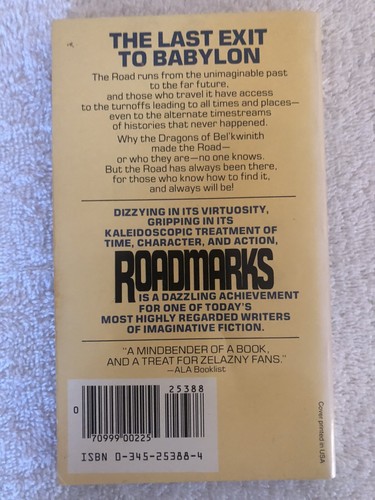 THE LAST EXIT
TO BABYLON
The Road runs from the unimaginable past
to the far future,
and those who travel it have access
to the turnoffs leading to all times and places—
even to the alternate timestreams
of histories that never happened.
Why the Dragons of Bel'kwinith
made the Road—
or who they are—no one knows.
But the Road has always been there,
for those who know how to find it,
and always will be!
DIZZYING IN ITS VIRTUOSITY,
GRIPPING IN ITS
KALEIDOSCOPIC TREATMENT OF
TIME, CHARACTER, AND ACTION,
ROADMARKS
IS A DAZZLING ACHIEVEMENT
FOR ONE OF TODAY'S
MOST HIGHLY REGARDED WRITERS
OF IMAGINATIVE FICTION.
"A MINDBENDER OF A BOOK,
AND A TREAT FOR ZELAZNY FANS."
—ALA Booklist
25388
0
70999 00225
ISBN 0-345-25388-4
Cover printed in USA